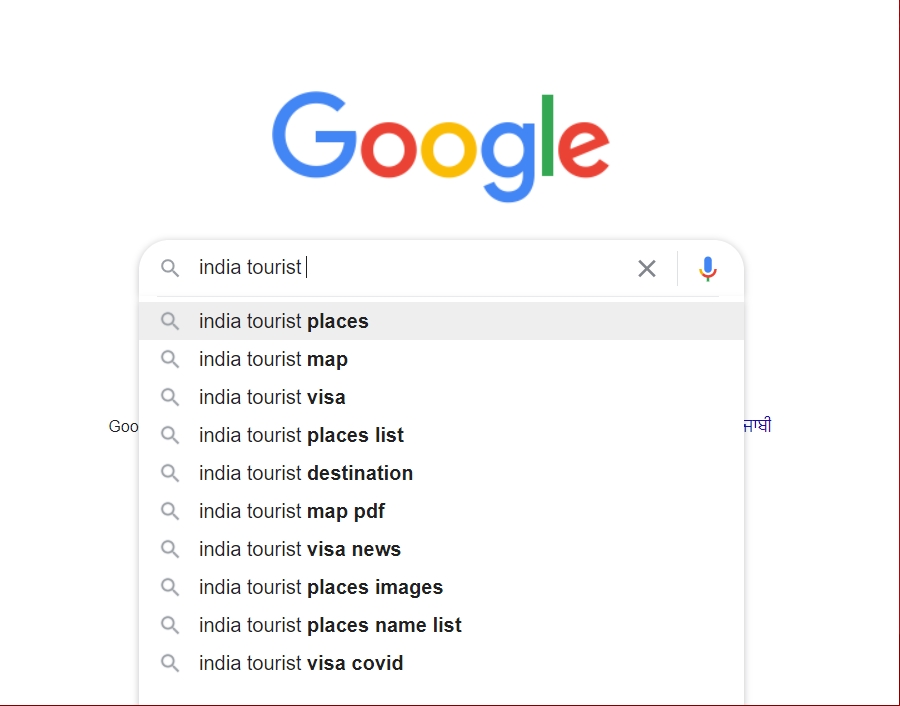 Google
india tourist
india tourist places
india tourist map
india tourist visa
india tourist places list
Goo
ਜਾਬੀ
india tourist destination
india tourist map pdf
india tourist visa news
india tourist places images
india tourist places name list
india tourist visa covid